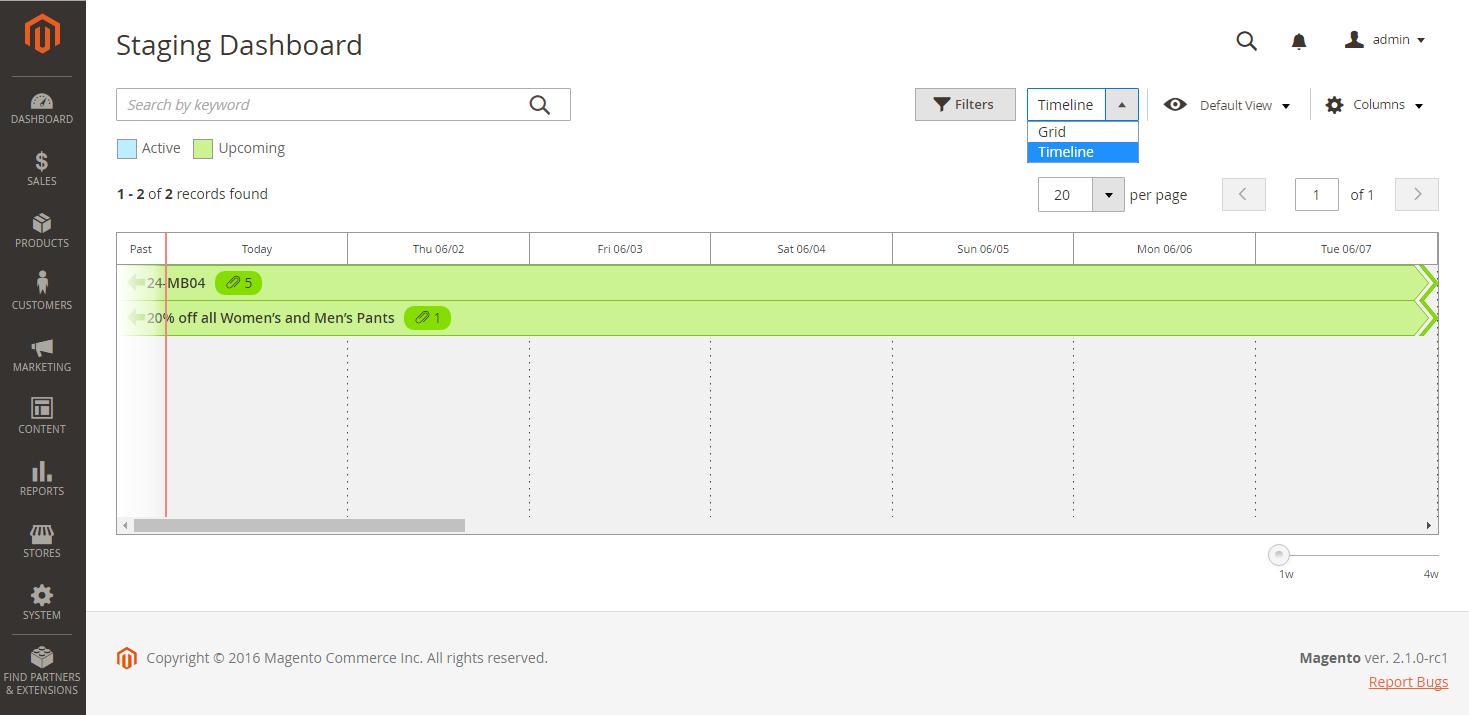 Staging Dashboard
admin
Search by keyword
Filters
Timeline
Default View
Columns
Grid
Timeline
Active
Upcoming
1 - 2 of 2 records found
20
per page
1
of 1
Past
Today
Thu 06/02
Fri 06/03
Sat 06/04
Sun 06/05
Mon 06/06
Tue 06/07
24-MB04
5
20% off all Women’s and Men’s Pants
1
1w
4w
DASHBOARD
SALES
PRODUCTS
CUSTOMERS
MARKETING
CONTENT
REPORTS
STORES
SYSTEM
FIND PARTNERS
& EXTENSIONS
Copyright © 2016 Magento Commerce Inc. All rights reserved.
Magento ver. 2.1.0-rc1
Report Bugs